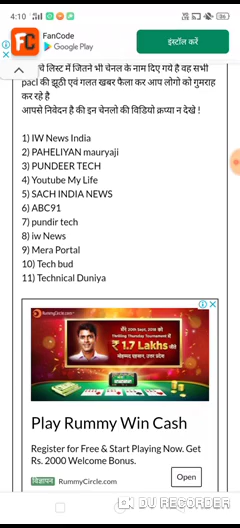 4:10
FanCode
Google Play
इंस्टॉल करें
चे लिस्ट में जितने भी चेनल के नाम दिए गये है वह सभी
pacl की झूठी एवं गलत खबर फैला कर आप लोगो को गुमराह
कर रहे है
आपसे निवेदन है की इन चेनलो की विडियो क्रप्या न देखे !
1) IW News India
2) PAHELIYAN mauryaji
3) PUNDEER TECH
4) Youtube My Life
5) SACH INDIA NEWS
6) ABC91
7) pundir tech
8) iw News
9) Mera Portal
10) Tech bud
11) Technical Duniya
RummyCircle.com
₹ 1.7 Lakhs
Play Rummy Win Cash
Register for Free & Start Playing Now. Get
Rs. 2000 Welcome Bonus.
विज्ञापन RummyCircle.com
Open
DU RECORDER